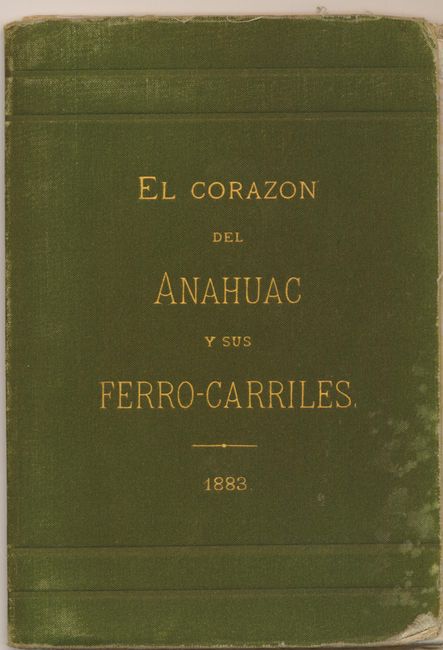 EL CORAZON
DEL
ANAHUAC
Y SUS
FERRO-CARRILES.
1883.